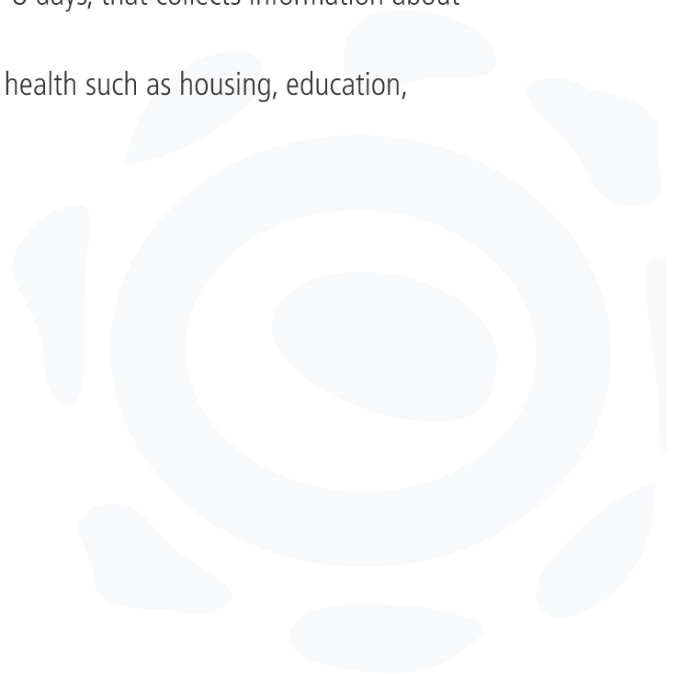 days, that collects information about
health such as housing, education,